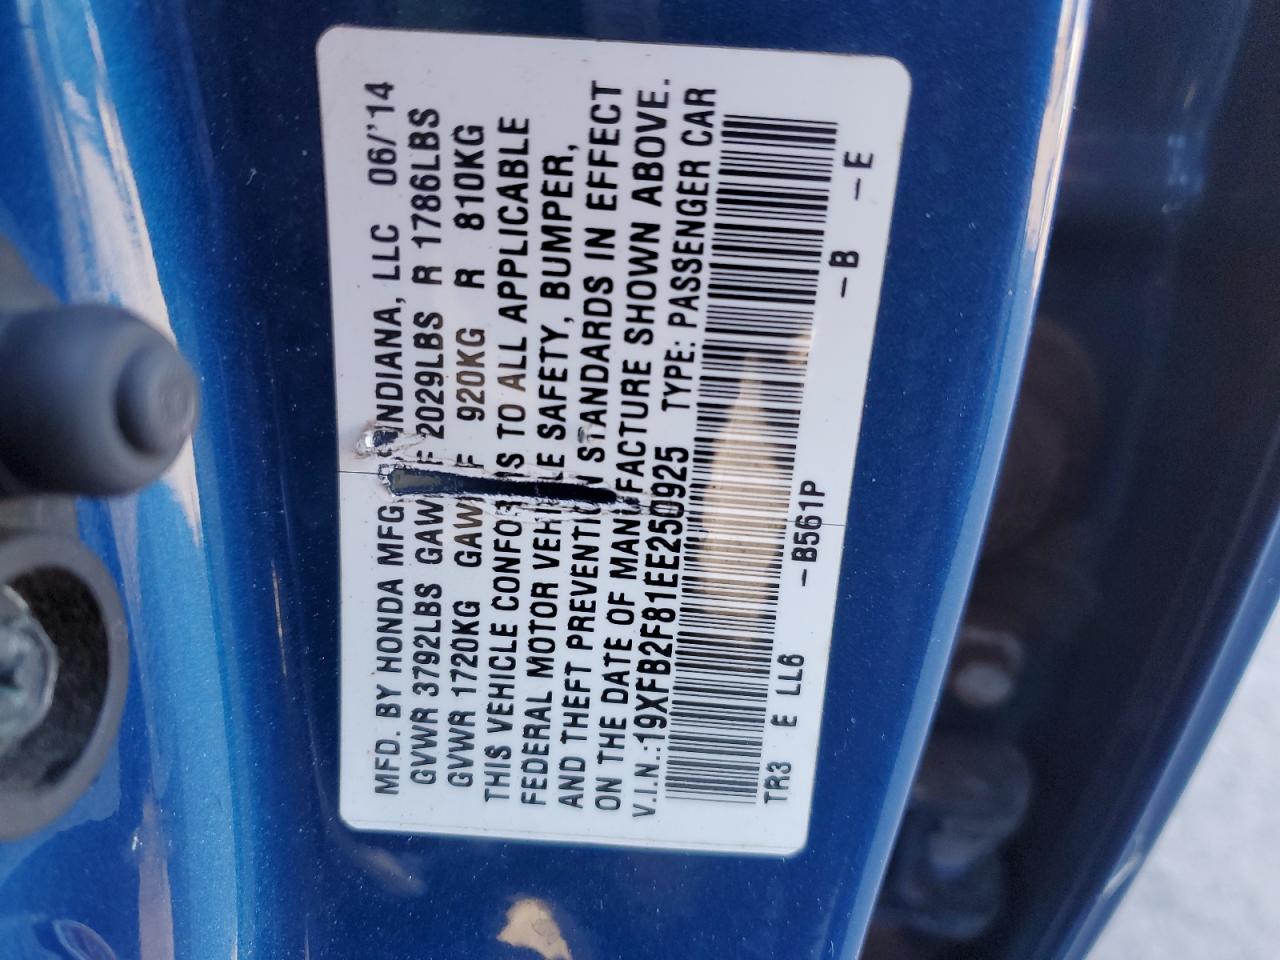 MFD. BY HONDA MFG. INDIANA, LLC 06/'14
GVWR 3792LBS GAWR F 2029LBS R 1786LBS
GVWR 1720KG GAWR F 920KG R 810KG
THIS VEHICLE CONFORMS TO ALL APPLICABLE
FEDERAL MOTOR VEHICLE SAFETY, BUMPER,
AND THEFT PREVENTION STANDARDS IN EFFECT
ON THE DATE OF MANUFACTURE SHOWN ABOVE.
V.I.N.: 19XFB2F81EE250925 TYPE: PASSENGER CAR
TR3 E LL6 –B561P –B –E